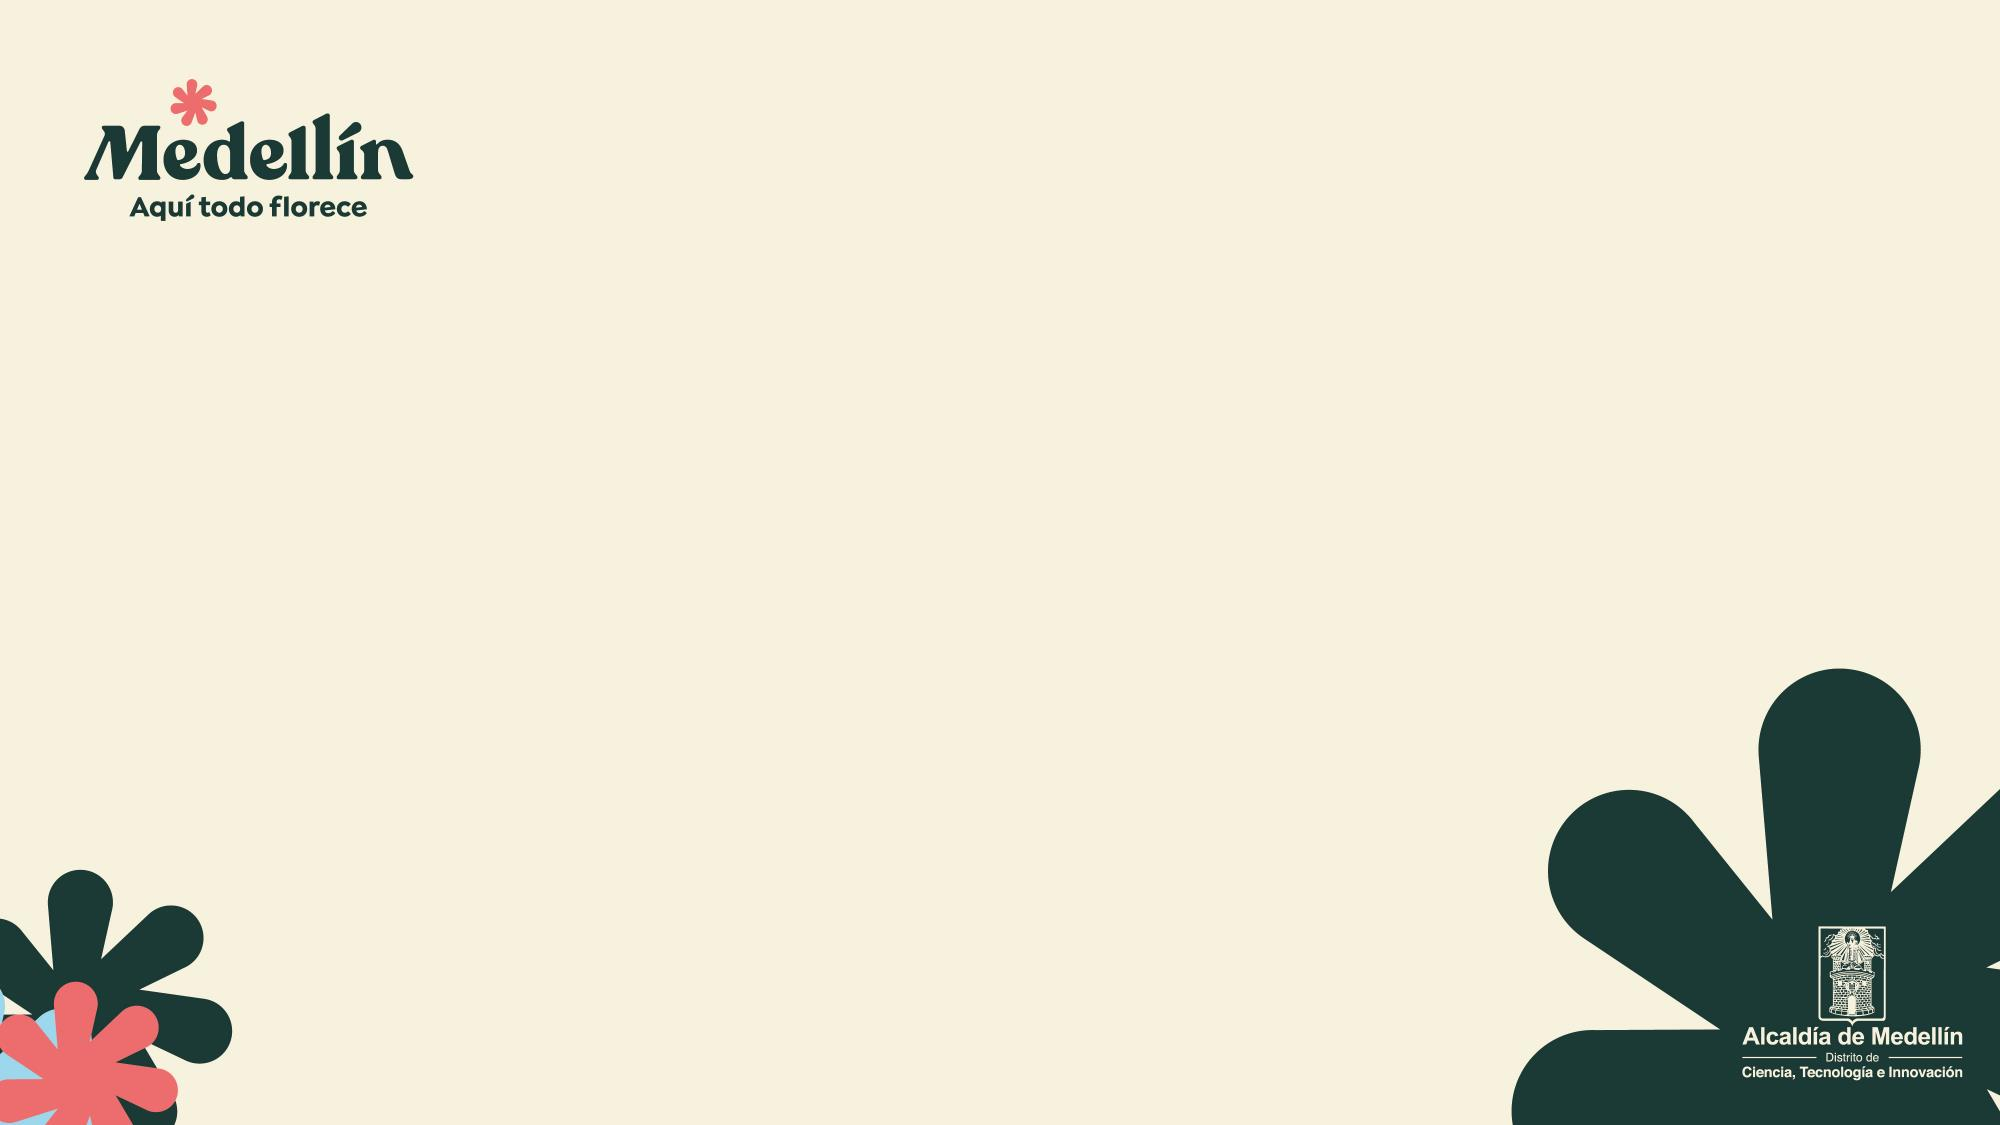 Medellín
Aquí todo florece
Alcaldía de Medellín
Distrito de
Ciencia, Tecnología e Innovación